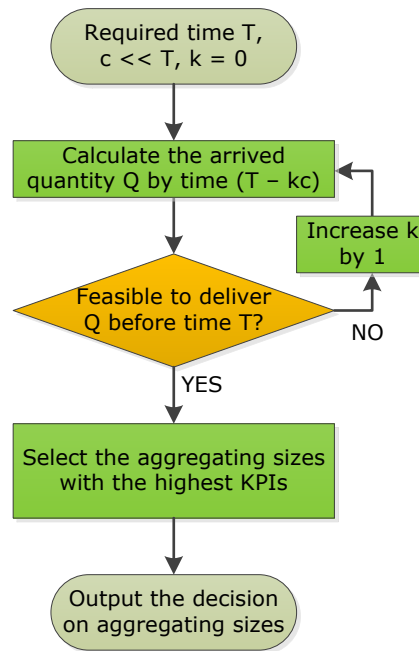 Required time T,
c << T, k = 0
Calculate the arrived
quantity Q by time (T – kc)
Increase k
by 1
Feasible to deliver
Q before time T?
NO
YES
Select the aggregating sizes
with the highest KPIs
Output the decision
on aggregating sizes